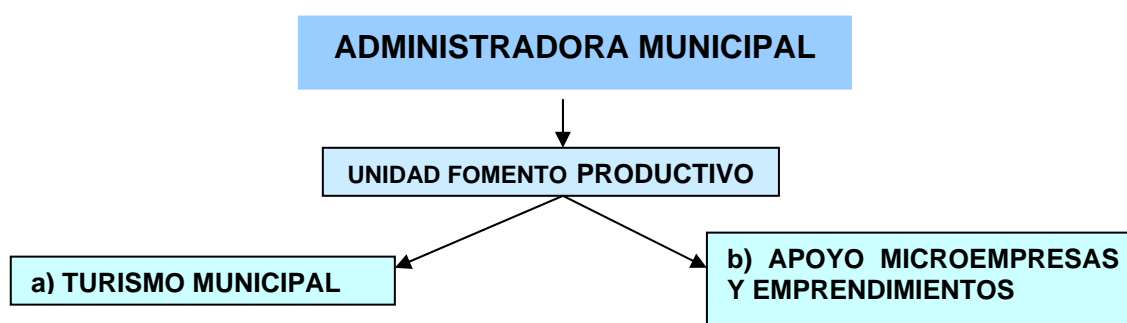 ADMINISTRADORA MUNICIPAL
UNIDAD FOMENTO PRODUCTIVO
a) TURISMO MUNICIPAL
b) APOYO MICROEMPRESAS
Y EMPRENDIMIENTOS